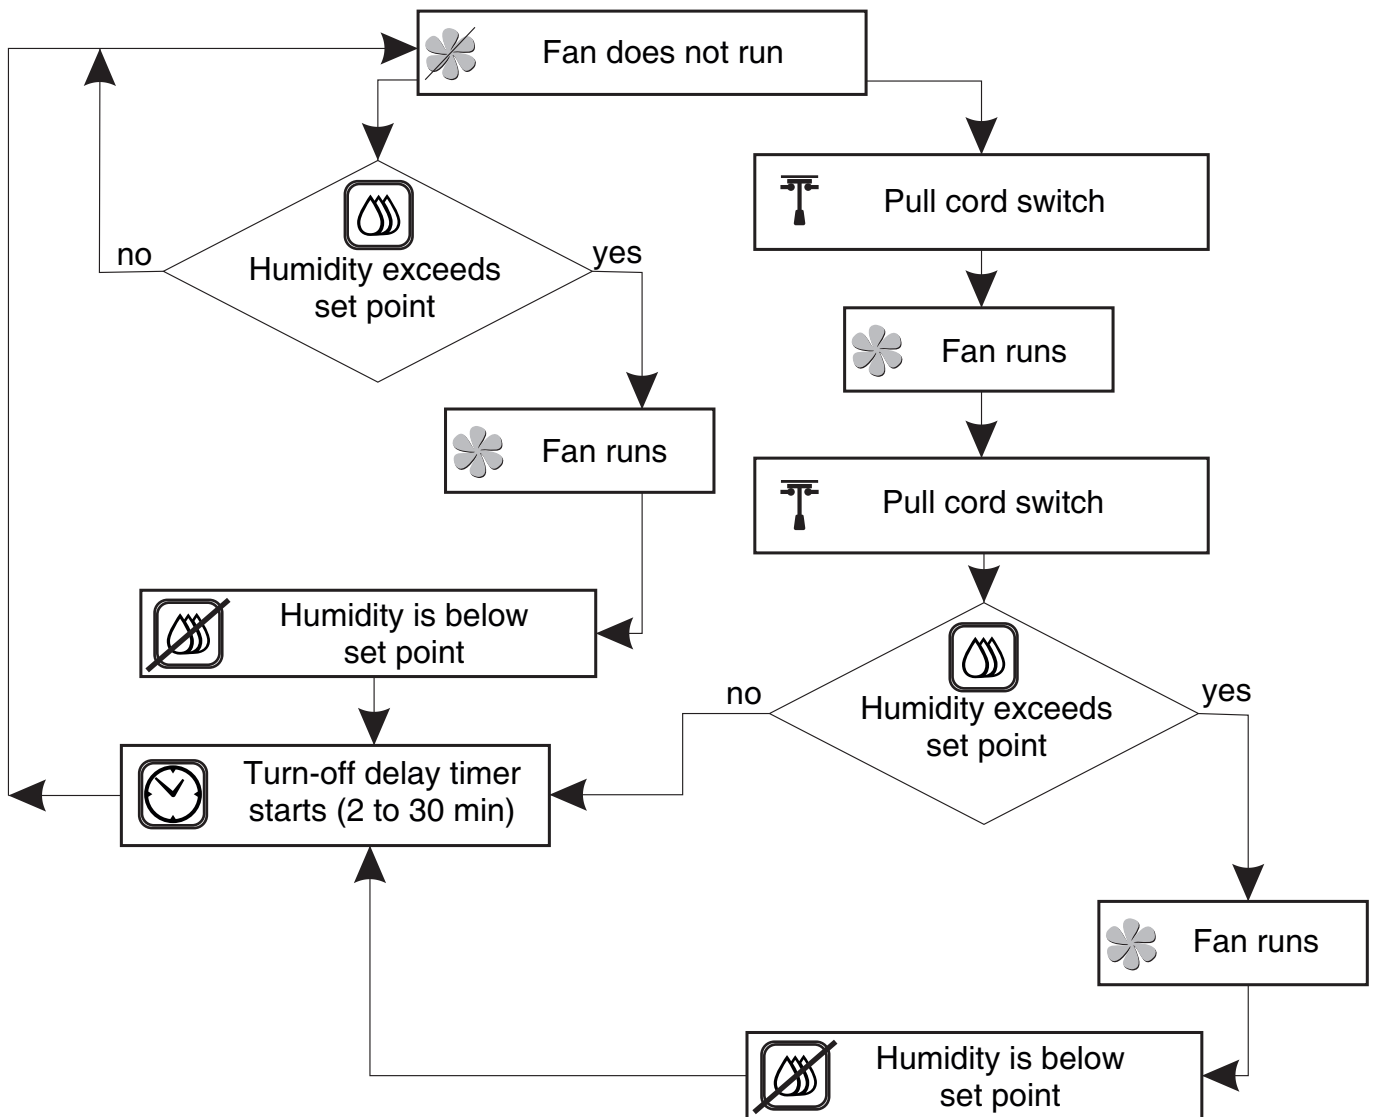 Fan does not run
Pull cord switch
no
yes
Humidity exceeds
set point
Fan runs
Fan runs
Pull cord switch
Humidity is below
set point
no
yes
Humidity exceeds
set point
Turn-off delay timer
starts (2 to 30 min)
Fan runs
Humidity is below
set point